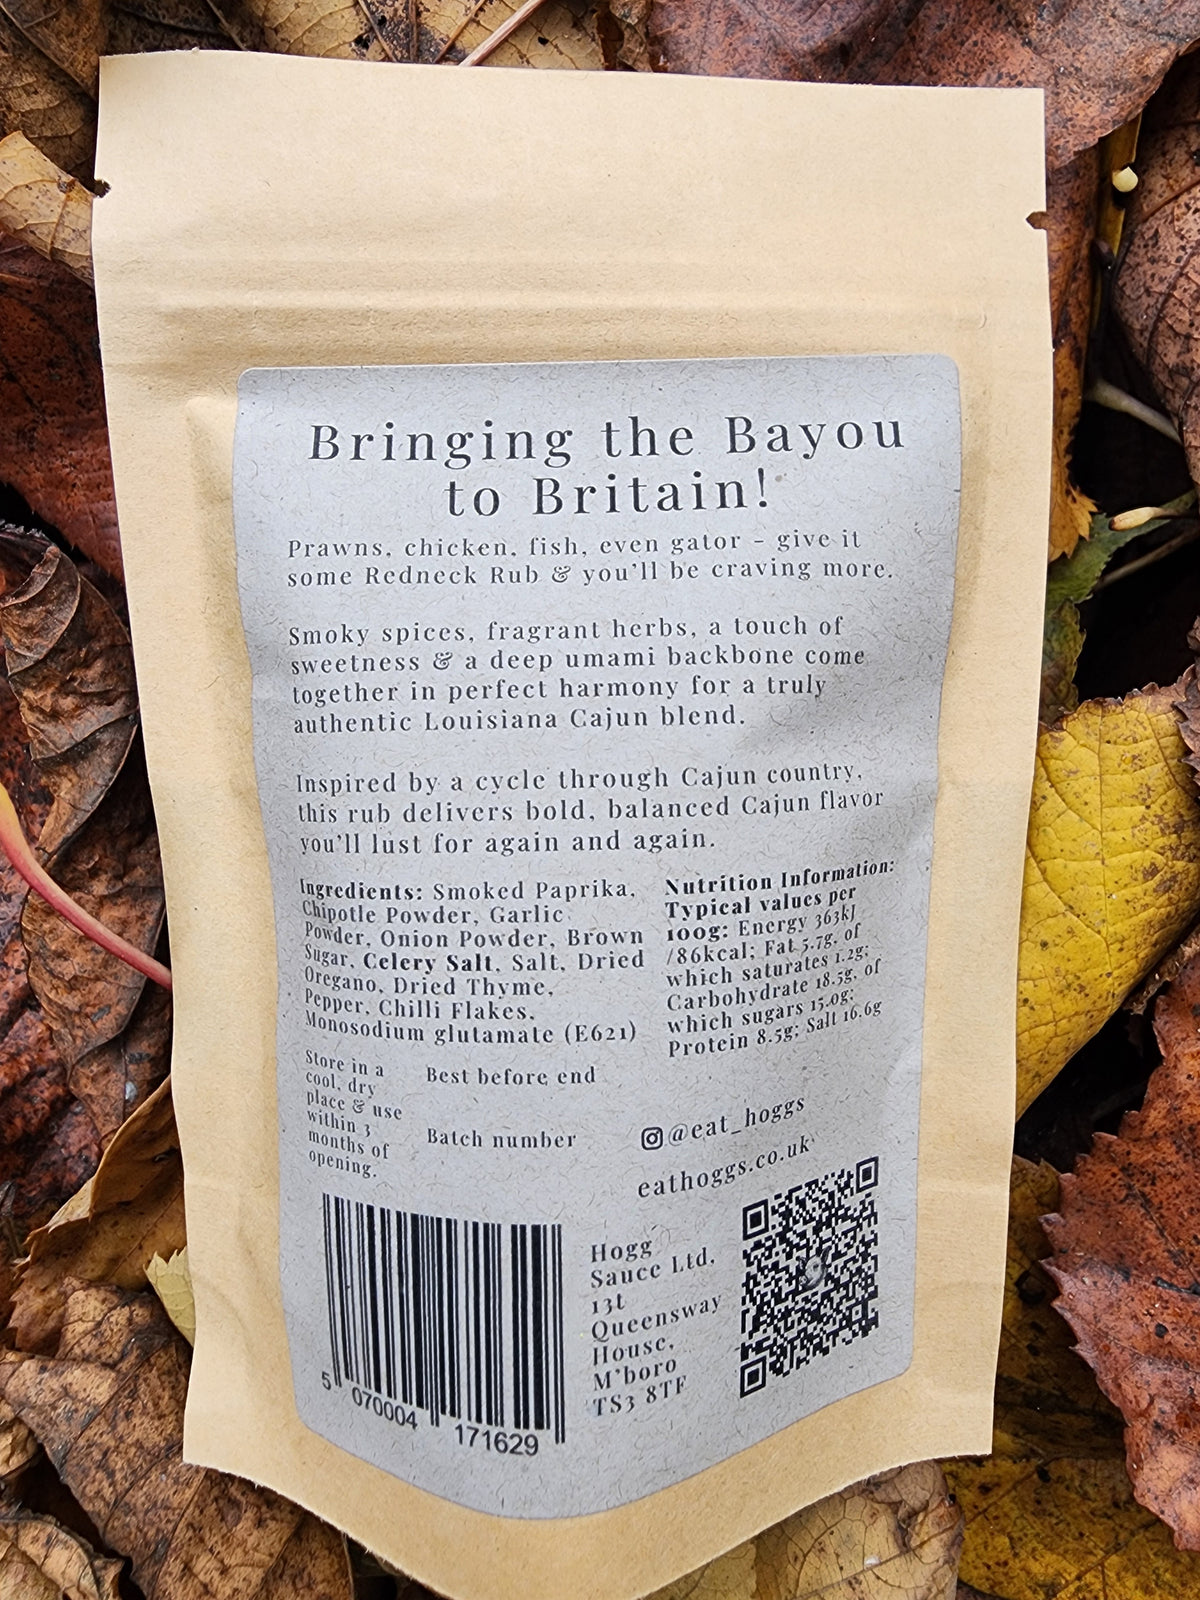 Bringing the Bayou
to Britain!
Prawns, chicken, fish, even gator – give it
some Redneck Rub & you'll be craving more.
Smoky spices, fragrant herbs, a touch of
sweetness & a deep umami backbone come
together in perfect harmony for a truly
authentic Louisiana Cajun blend.
Inspired by a cycle through Cajun country,
this rub delivers bold, balanced Cajun flavor
you'll lust for again and again.
Ingredients: Smoked Paprika,
Chipotle Powder, Garlic
Powder, Onion Powder, Brown
Sugar, Celery Salt, Salt, Dried
Oregano, Dried Thyme,
Pepper, Chilli Flakes,
Monosodium glutamate (E621)
Nutrition Information:
Typical values per
100g: Energy 363kJ
/86kcal; Fat 5.7g, of
which saturates 1.2g;
Carbohydrate 18.5g, of
which sugars 15.0g;
Protein 8.5g; Salt 16.6g
Store in a
cool, dry
place & use
within 3
months of
opening.
Best before end
Batch number
@eat_hoggs
eathoggs.co.uk
5 070004 171629
Hogg
Sauce Ltd,
13t
Queensway
House,
M'boro
TS3 8TF